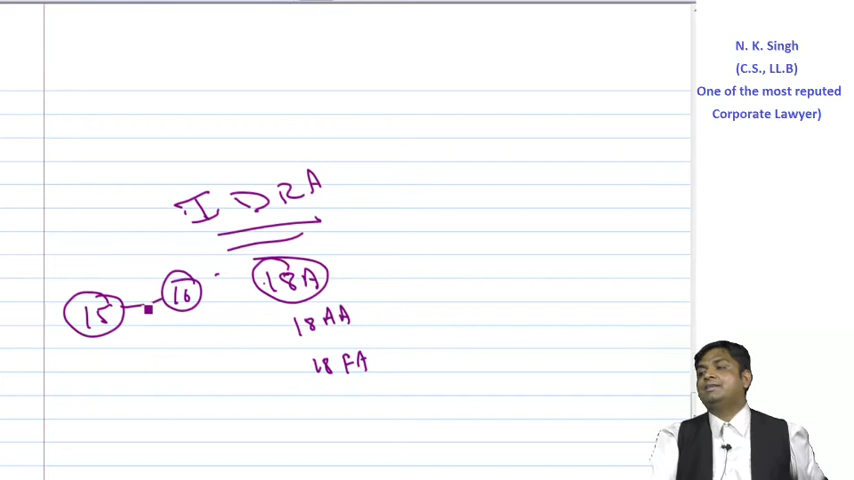 N. K. Singh
(C.S., LL.B)
One of the most reputed
Corporate Lawyer)
IDRA
15 16 18A
18AA
18FA